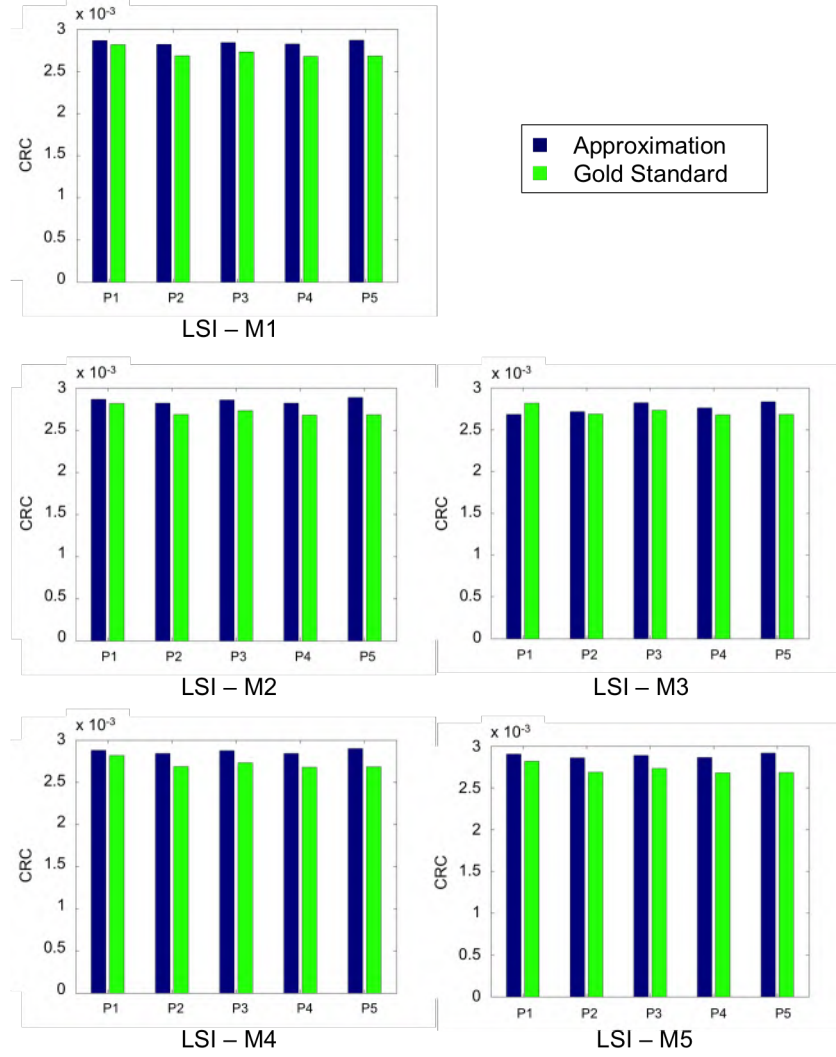 x 10-3
3
2.5
2
1.5
1
0.5
0
CRC
P1 P2 P3 P4 P5
LSI – M1
Approximation
Gold Standard
x 10-3
3
2.5
2
1.5
1
0.5
0
CRC
P1 P2 P3 P4 P5
LSI – M2
x 10-3
3
2.5
2
1.5
1
0.5
0
CRC
P1 P2 P3 P4 P5
LSI – M3
x 10-3
3
2.5
2
1.5
1
0.5
0
CRC
P1 P2 P3 P4 P5
LSI – M4
x 10-3
3
2.5
2
1.5
1
0.5
0
CRC
P1 P2 P3 P4 P5
LSI – M5